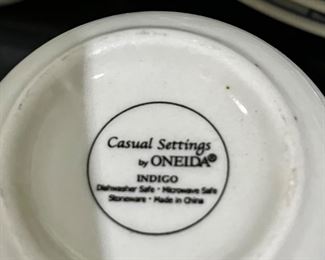 Casual Settings
by ONEIDA®
INDIGO
Dishwasher Safe • Microwave Safe
Stoneware • Made in China